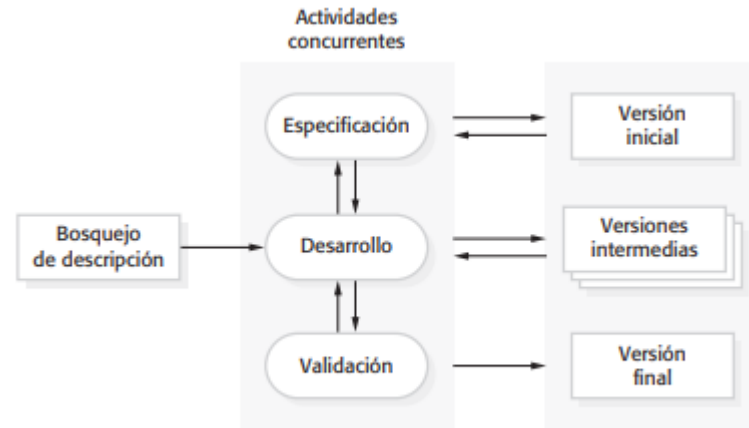 Actividades
concurrentes
Especificación
Versión
inicial
Bosquejo
de descripción
Desarrollo
Versiones
intermedias
Validación
Versión
final